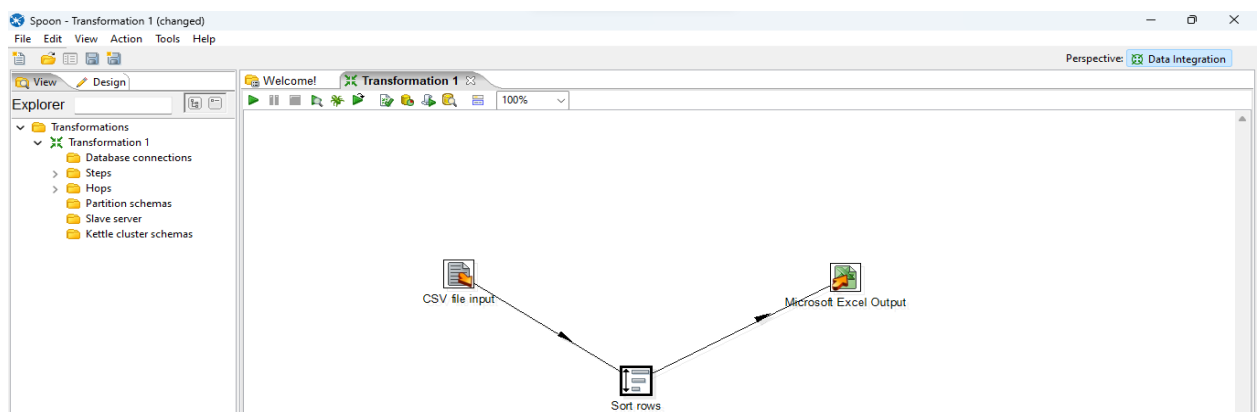 Spoon - Transformation 1 (changed)
File Edit View Action Tools Help
Perspective: Data Integration
View Design
Welcome! Transformation 1
Explorer
100%
Transformations
Transformation 1
Database connections
Steps
Hops
Partition schemas
Slave server
Kettle cluster schemas
CSV file input
Microsoft Excel Output
Sort rows